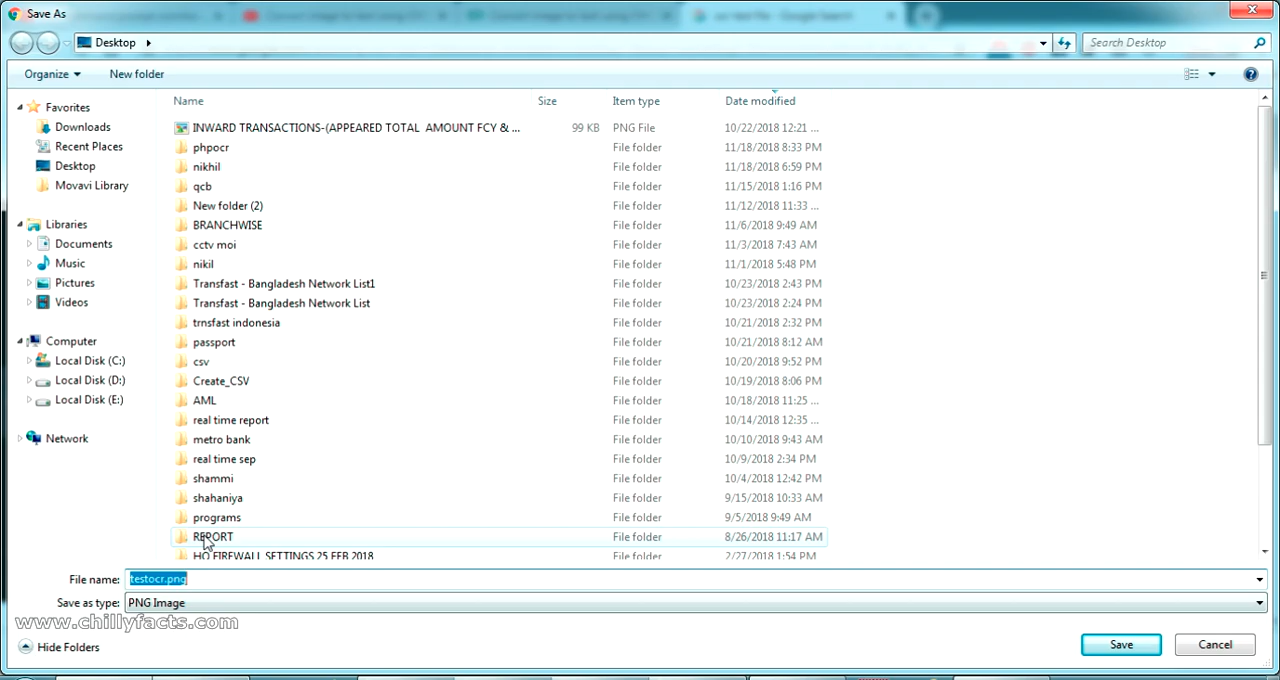 Save As
Desktop
Search Desktop
Organize New folder
Favorites
Downloads
Recent Places
Desktop
Movavi Library
Libraries
Documents
Music
Pictures
Videos
Computer
Local Disk (C:)
Local Disk (D:)
Local Disk (E:)
Network
Name Size Item type Date modified
INWARD TRANSACTIONS-(APPEARED TOTAL AMOUNT FCY & ... 99 KB PNG File 10/22/2018 12:21 ...
phpocr File folder 11/18/2018 8:33 PM
nikhil File folder 11/18/2018 6:59 PM
qcb File folder 11/15/2018 1:16 PM
New folder (2) File folder 11/12/2018 11:33 ...
BRANCHWISE File folder 11/6/2018 9:49 AM
cctv moi File folder 11/3/2018 7:43 AM
nikil File folder 11/1/2018 5:48 PM
Transfast - Bangladesh Network List1 File folder 10/23/2018 2:43 PM
Transfast - Bangladesh Network List File folder 10/23/2018 2:24 PM
trnsfast indonesia File folder 10/21/2018 2:32 PM
passport File folder 10/21/2018 8:12 AM
csv File folder 10/20/2018 9:52 PM
Create_CSV File folder 10/19/2018 8:06 PM
AML File folder 10/18/2018 11:25 ...
real time report File folder 10/14/2018 12:35 ...
metro bank File folder 10/10/2018 9:43 AM
real time sep File folder 10/9/2018 2:34 PM
shammi File folder 10/4/2018 12:42 PM
shahaniya File folder 9/15/2018 10:33 AM
programs File folder 9/5/2018 9:49 AM
REPORT File folder 8/26/2018 11:17 AM
HO FIREWALL SETTINGS 25 FEB 2018 File folder 2/27/2018 1:54 PM
File name: testocr.png
Save as type: PNG Image
www.chillyfacts.com
Hide Folders Save Cancel